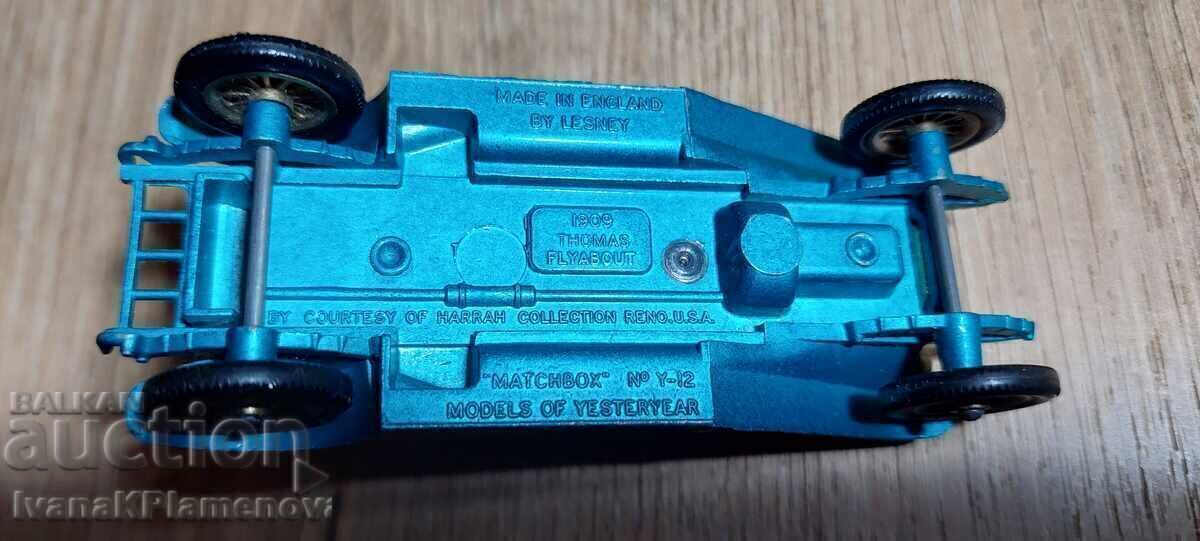 MADE IN ENGLAND
BY LESNEY
1909
THOMAS
FLYABOUT
BY COURTESY OF HARRAH COLLECTION RENO.U.S.A.
"MATCHBOX" Nº Y-12
MODELS OF YESTERYEAR
BALKAN
auction
IvanaKPlamenova